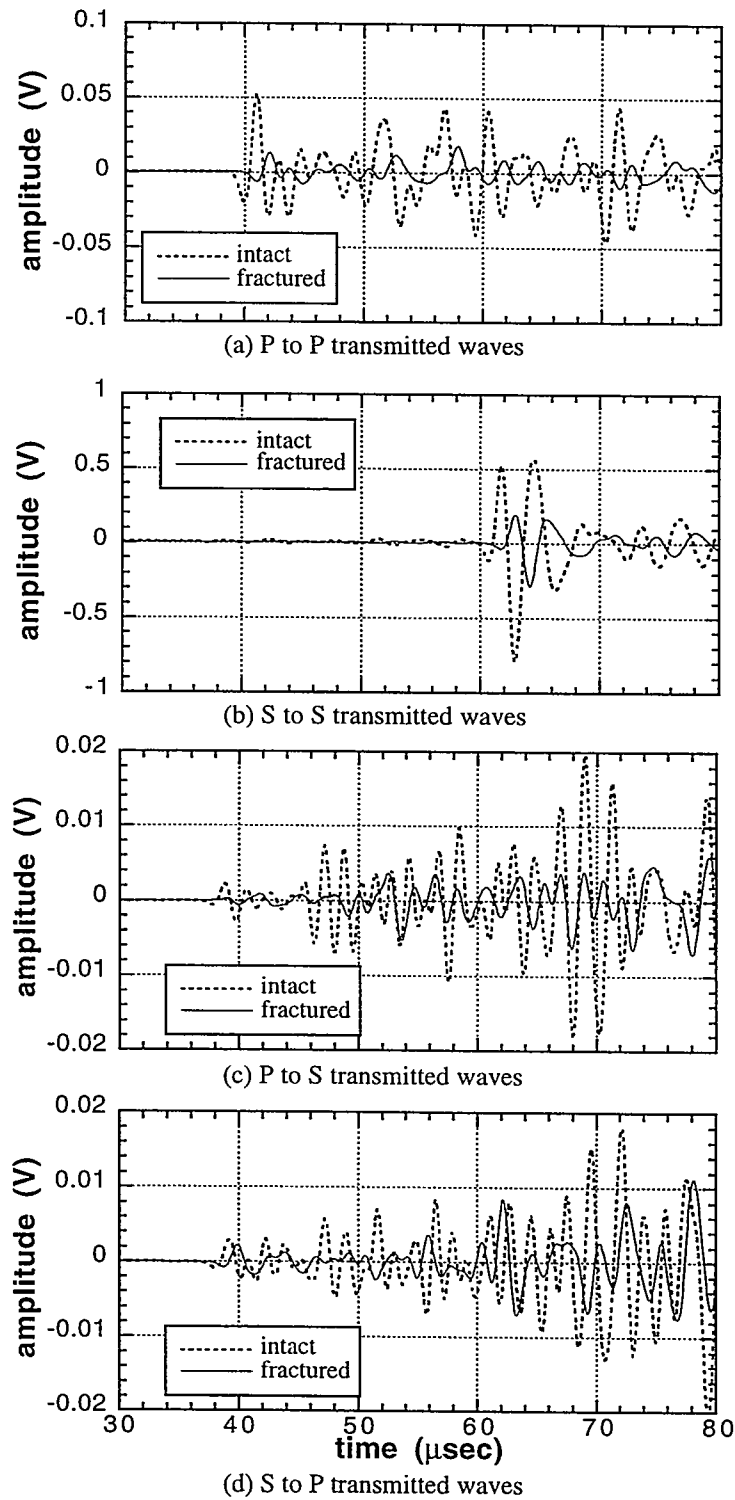 0.1
0.05
0
-0.05
-0.1
amplitude (V)
intact
fractured
(a) P to P transmitted waves
1
0.5
0
-0.5
-1
amplitude (V)
intact
fractured
(b) S to S transmitted waves
0.02
0.01
0
-0.01
-0.02
amplitude (V)
intact
fractured
(c) P to S transmitted waves
0.02
0.01
0
-0.01
-0.02
amplitude (V)
intact
fractured
30 40 50 60 70 80
time (μsec)
(d) S to P transmitted waves